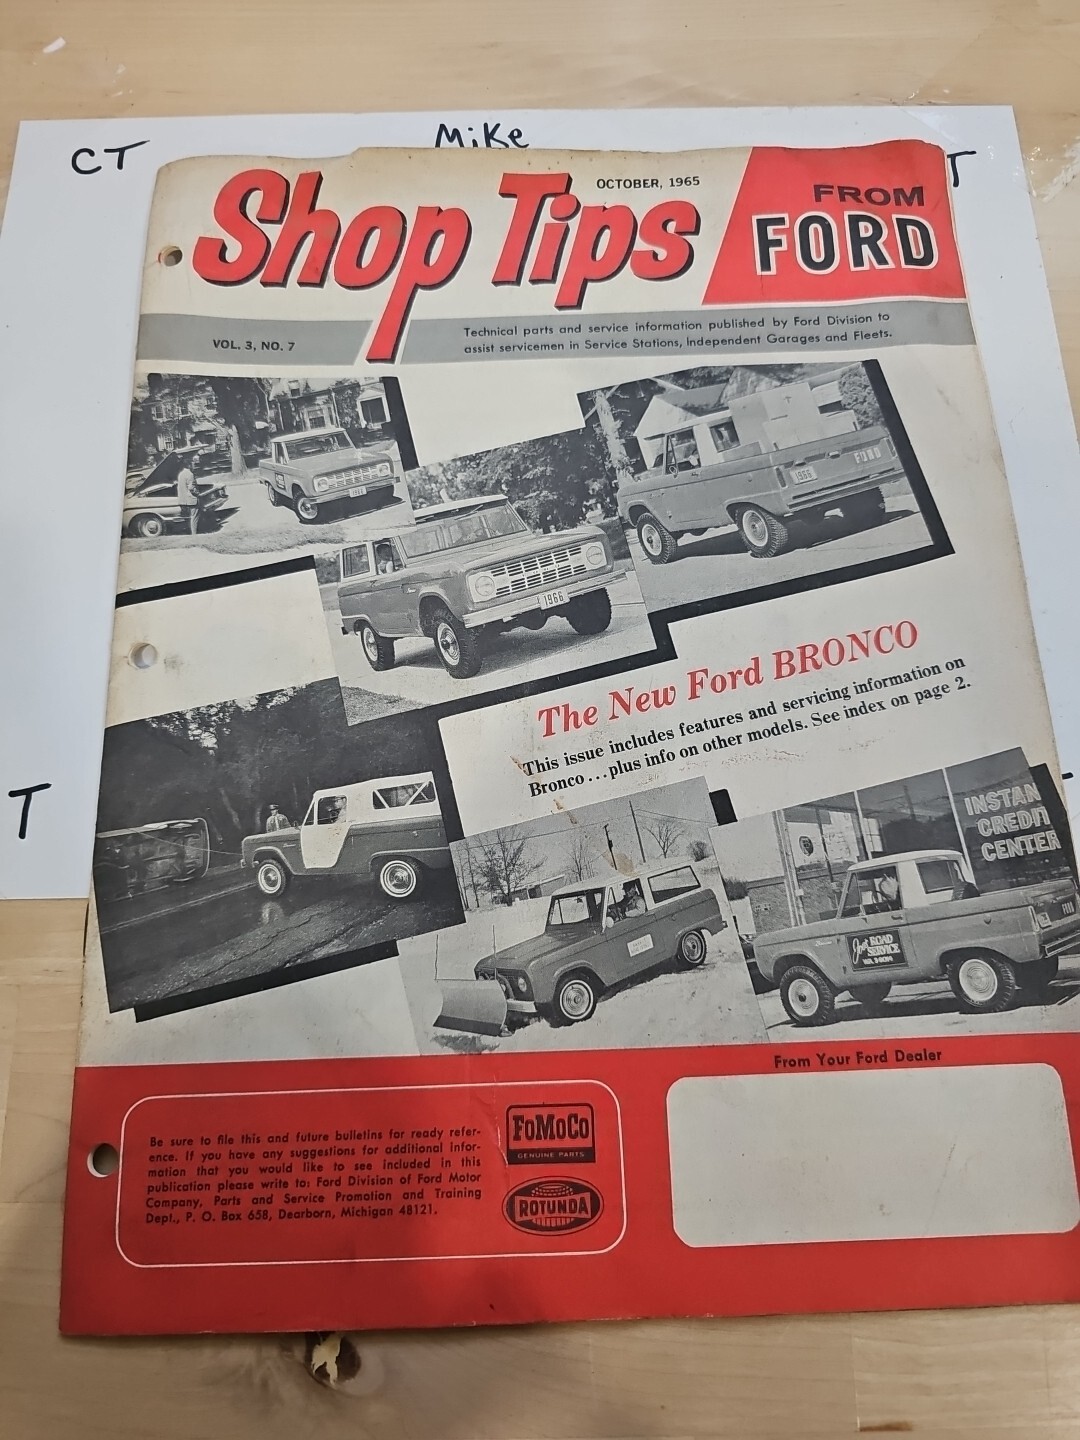 CT
Mike
T
Shop Tips
OCTOBER, 1965
FROM
FORD
VOL. 3, NO. 7
Technical parts and service information published by Ford Division to
assist servicemen in Service Stations, Independent Garages and Fleets.
1966
FORD
1966
The New Ford BRONCO
This issue includes features and servicing information on
Bronco...plus info on other models. See index on page 2.
T
INSTAN
CREDIT
CENTER
ROAD
SERVICE
FORD
From Your Ford Dealer
Be sure to file this and future bulletins for ready refer-
ence. If you have any suggestions for additional infor-
mation that you would like to see included in this
publication please write to: Ford Division of Ford Motor
Company, Parts and Service Promotion and Training
Dept., P. O. Box 658, Dearborn, Michigan 48121.
FoMoCo
GENUINE PARTS
ROTUNDA